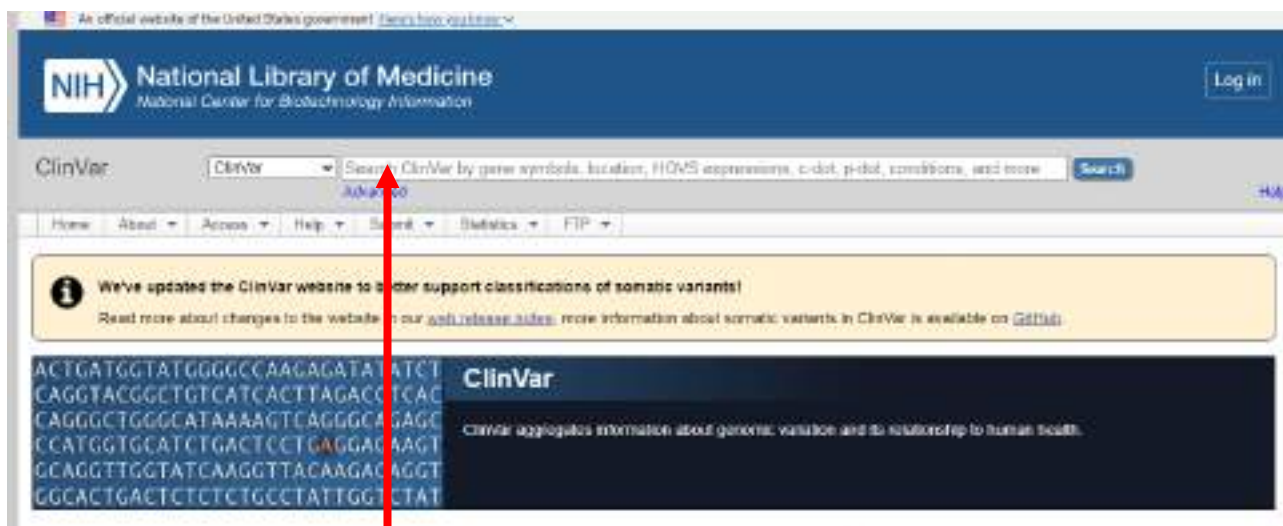 An official website of the United States government Here's how you know
NIH National Library of Medicine
National Center for Biotechnology Information
Log in
ClinVar ClinVar Search ClinVar by gene symbols, location, HGVS expressions, c-dot, p-dot, conditions, and more Search
Advanced
Help
Home About Access Help Submit Statistics FTP
We've updated the ClinVar website to better support classifications of somatic variants!
Read more about changes to the website in our web release notes; more information about somatic variants in ClinVar is available on GitHub.
ACTGATGGTATGGGGCCAAGAGATATATCT
CAGGTACGGCTGTCATCACTTAGACCTCAC
CAGGGCTGGGCATAAAAGTCAGGGCAGAGC
CCATGGTGCATCTGACTCCTGAGGAGAAGT
GCAGGTTGGTATCAAGGTTACAAGACAGGT
GGCACTGACTCTCTCTGCCTATTGGTCTAT
ClinVar
ClinVar aggregates information about genomic variation and its relationship to human health.